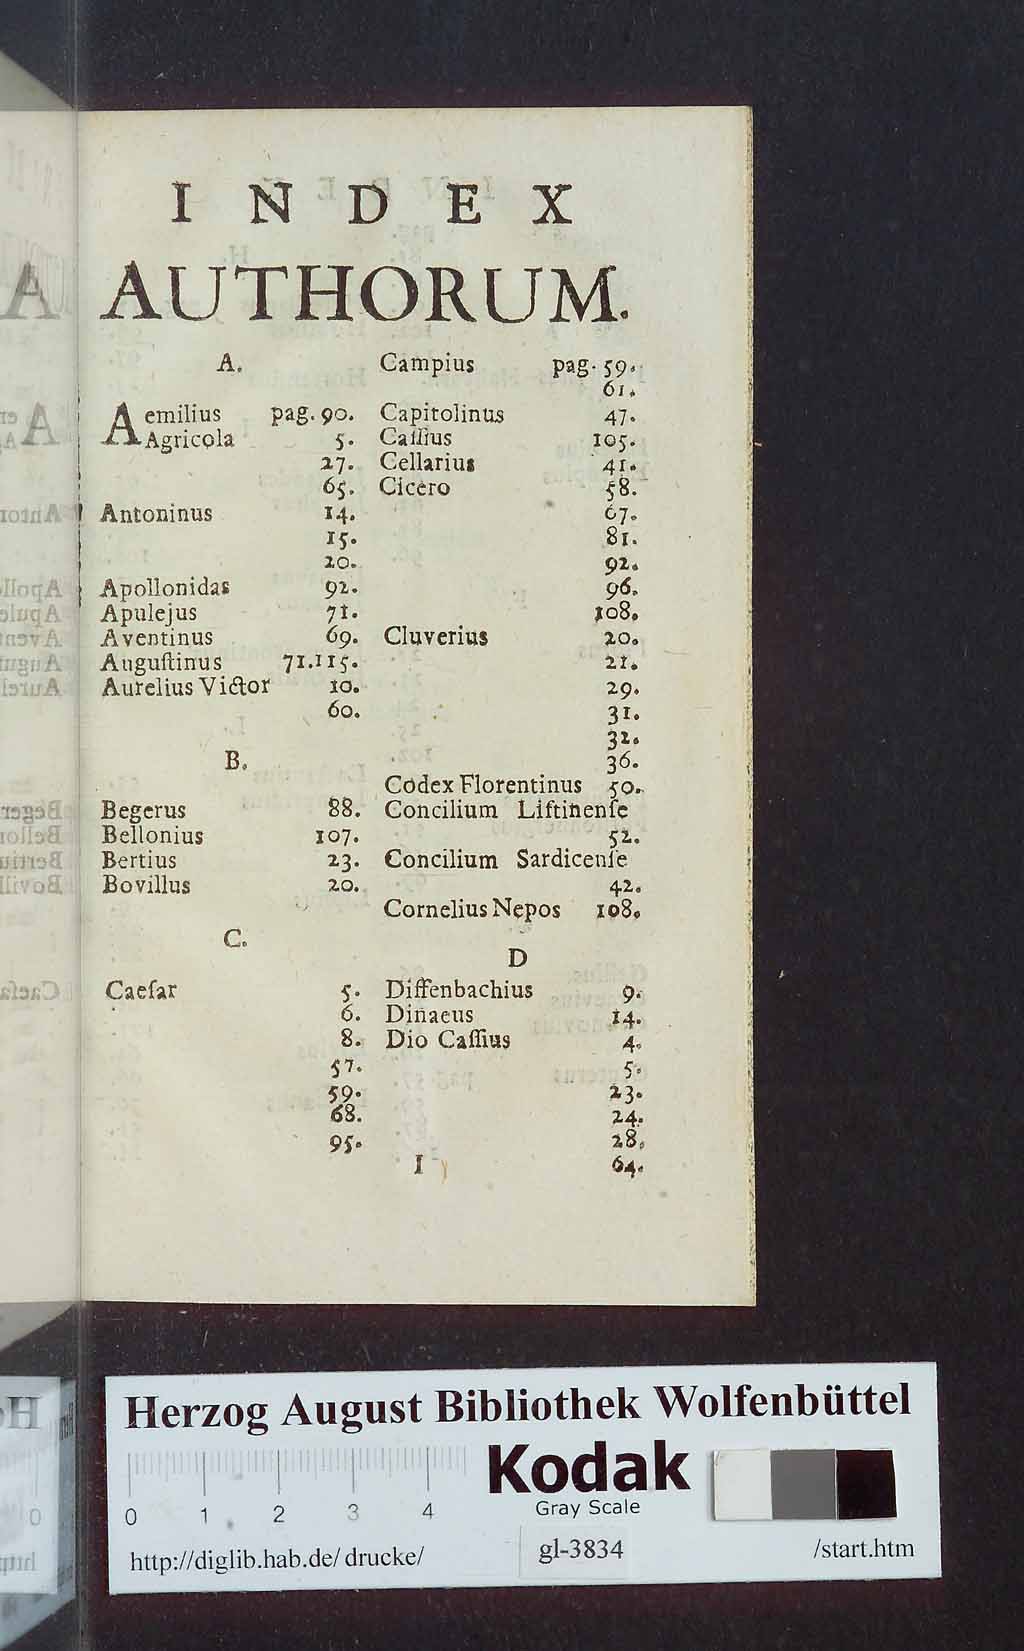 INDEX
AUTHORUM.
A.
Aemilius pag. 90.
Agricola 5.
27.
65.
Antoninus 14.
15.
20.
Apollonidas 92.
Apulejus 71.
Aventinus 69.
Auguſtinus 71.115.
Aurelius Victor 10.
60.
B.
Begerus 88.
Bellonius 107.
Bertius 23.
Bovillus 20.
C.
Caeſar 5.
6.
8.
57.
59.
68.
95.
Campius pag. 59.
61.
Capitolinus 47.
Caſſius 105.
Cellarius 41.
Cicero 58.
67.
81.
92.
96.
108.
Cluverius 20.
21.
29.
31.
32.
36.
Codex Florentinus 50.
Concilium Liftinenſe
52.
Concilium Sardicenſe
42.
Cornelius Nepos 108.
D
Diffenbachius 9.
Dinaeus 14.
Dio Caſſius 4.
5.
23.
24.
28.
64.
I
Herzog August Bibliothek Wolfenbüttel
Kodak
Gray Scale
0 1 2 3 4
http://diglib.hab.de/drucke/ gl-3834 /start.htm